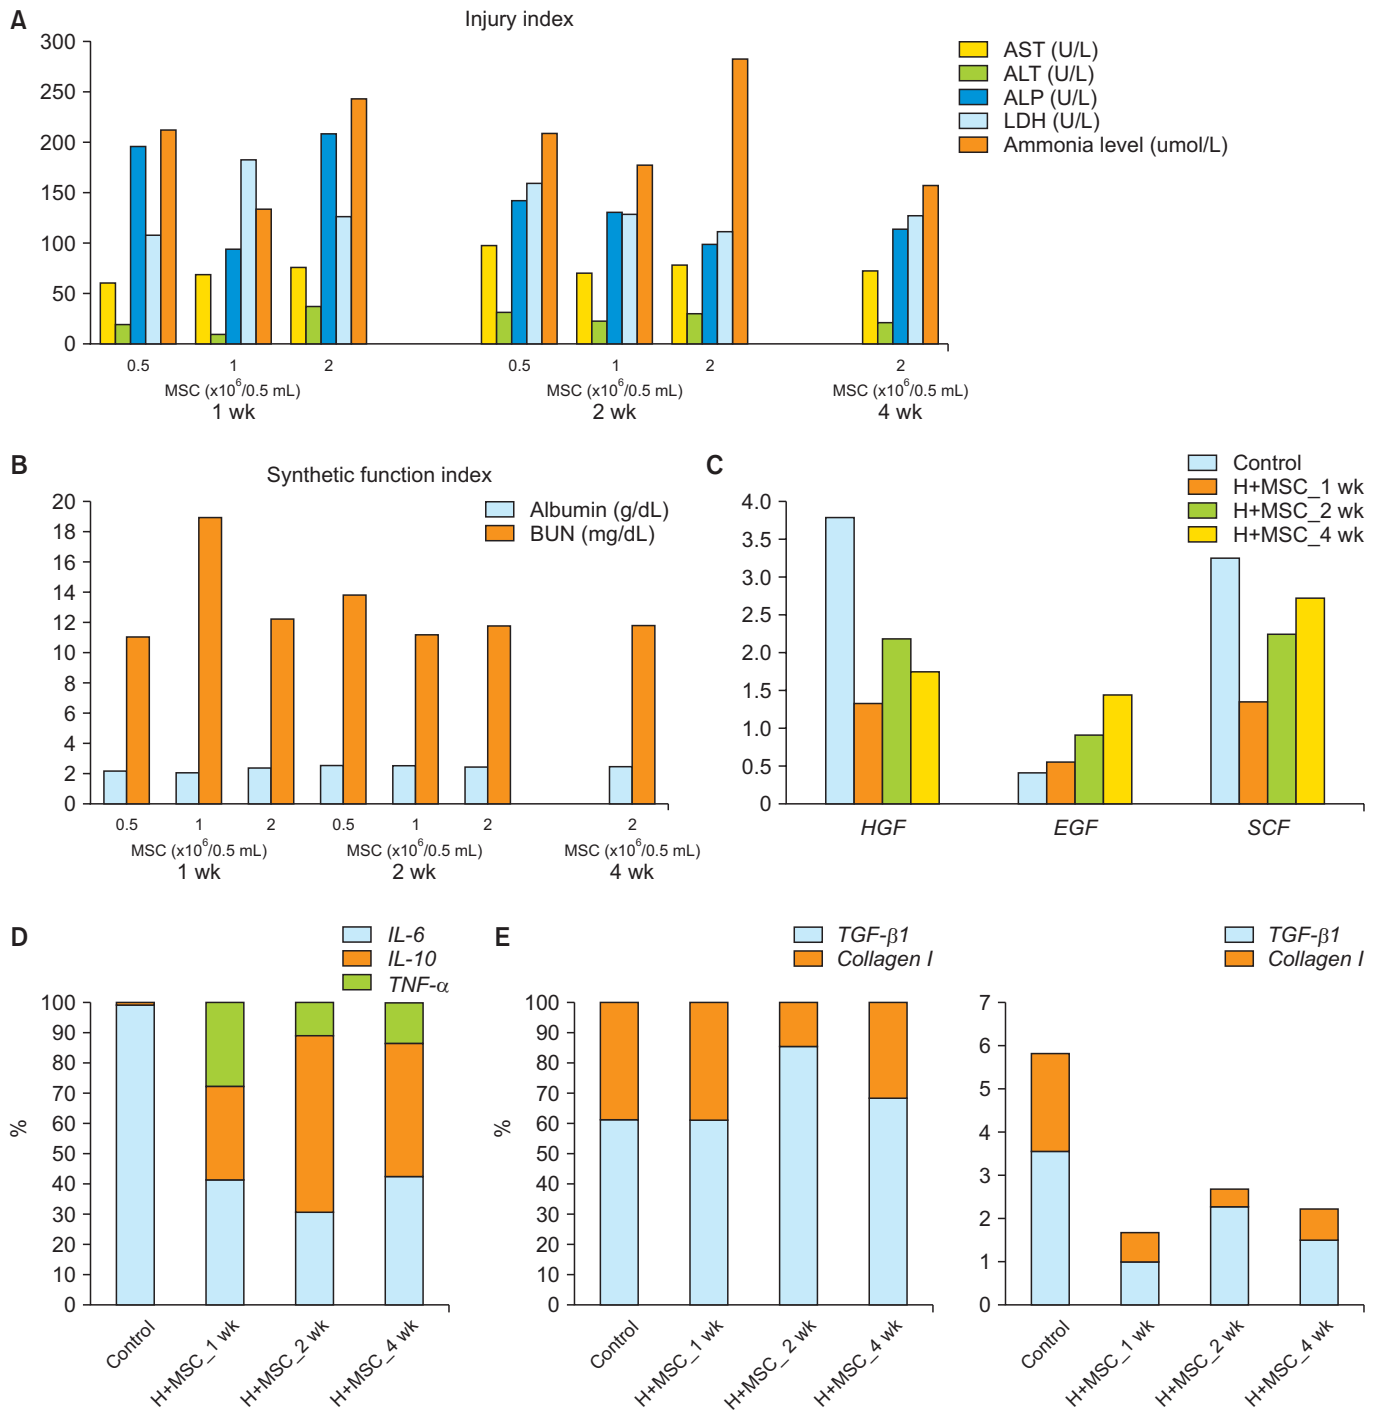 A
Injury index
300
250
200
150
100
50
0
AST (U/L)
ALT (U/L)
ALP (U/L)
LDH (U/L)
Ammonia level (umol/L)
0.5 1 2 0.5 1 2 2
MSC (x10⁶/0.5 mL) MSC (x10⁶/0.5 mL) MSC (x10⁶/0.5 mL)
1 wk 2 wk 4 wk
B
Synthetic function index
20
18
16
14
12
10
8
6
4
2
0
Albumin (g/dL)
BUN (mg/dL)
0.5 1 2 0.5 1 2 2
MSC (x10⁶/0.5 mL) MSC (x10⁶/0.5 mL) MSC (x10⁶/0.5 mL)
1 wk 2 wk 4 wk
C
Control
H+MSC_1 wk
H+MSC_2 wk
H+MSC_4 wk
4.0
3.5
3.0
2.5
2.0
1.5
1.0
0.5
0
HGF EGF SCF
D
IL-6
IL-10
TNF-α
100
90
80
70
60
50
40
30
20
10
0
%
Control H+MSC_1 wk H+MSC_2 wk H+MSC_4 wk
E
TGF-β1
Collagen I
100
90
80
70
60
50
40
30
20
10
0
%
Control H+MSC_1 wk H+MSC_2 wk H+MSC_4 wk
TGF-β1
Collagen I
7
6
5
4
3
2
1
0
Control H+MSC_1 wk H+MSC_2 wk H+MSC_4 wk